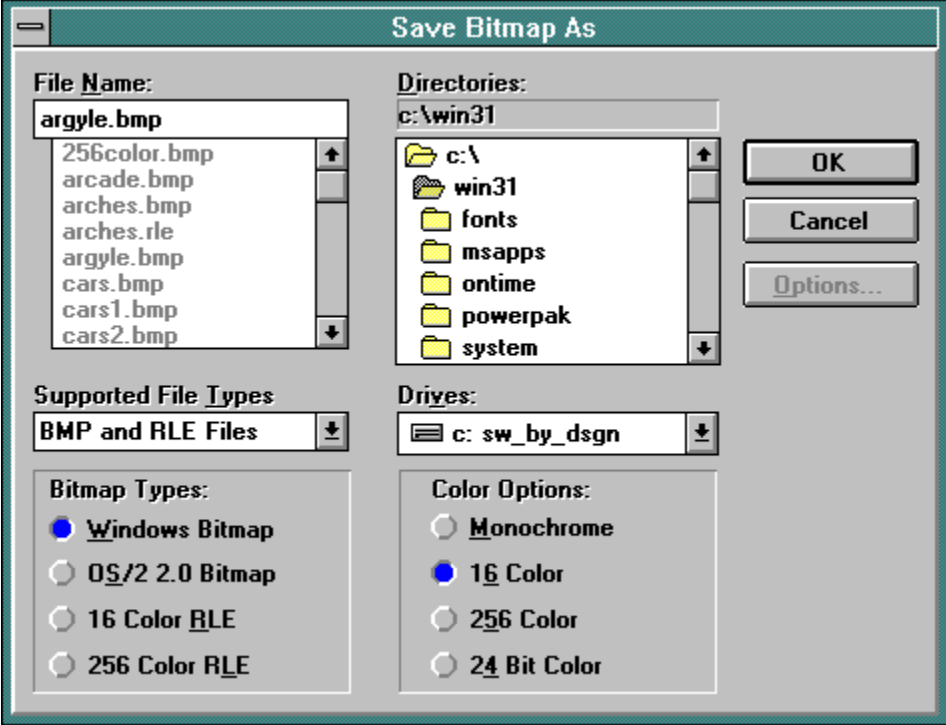 Save Bitmap As
File Name:
argyle.bmp
256color.bmp
arcade.bmp
arches.bmp
arches.rle
argyle.bmp
cars.bmp
cars1.bmp
cars2.bmp
Directories:
c:\win31
c:\
win31
fonts
msapps
ontime
powerpak
system
OK
Cancel
Options...
Supported File Types
BMP and RLE Files
Drives:
c: sw_by_dsgn
Bitmap Types:
Windows Bitmap
OS/2 2.0 Bitmap
16 Color RLE
256 Color RLE
Color Options:
Monochrome
16 Color
256 Color
24 Bit Color